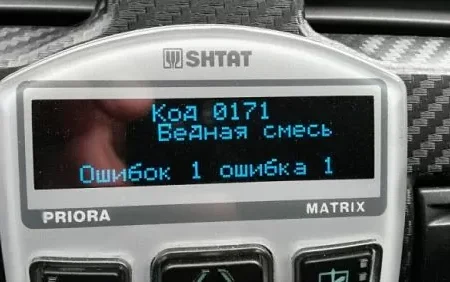 SHTAT
Код 0171
Бедная смесь
Ошибок 1 ошибка 1
PRIORA MATRIX